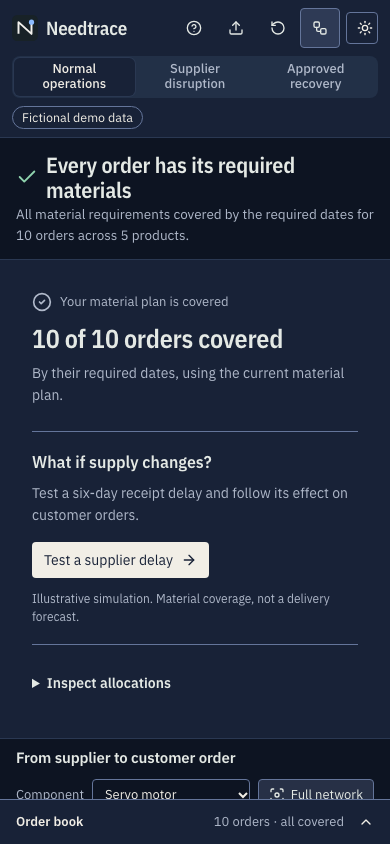 Needtrace
Normal operations
Supplier disruption
Approved recovery
Fictional demo data
Every order has its required
materials
All material requirements covered by the required dates for
10 orders across 5 products.
Your material plan is covered
10 of 10 orders covered
By their required dates, using the current material
plan.
What if supply changes?
Test a six-day receipt delay and follow its effect on
customer orders.
Test a supplier delay
Illustrative simulation. Material coverage, not a delivery
forecast.
Inspect allocations
From supplier to customer order
Component
Servo motor
Full network
Order book
10 orders · all covered